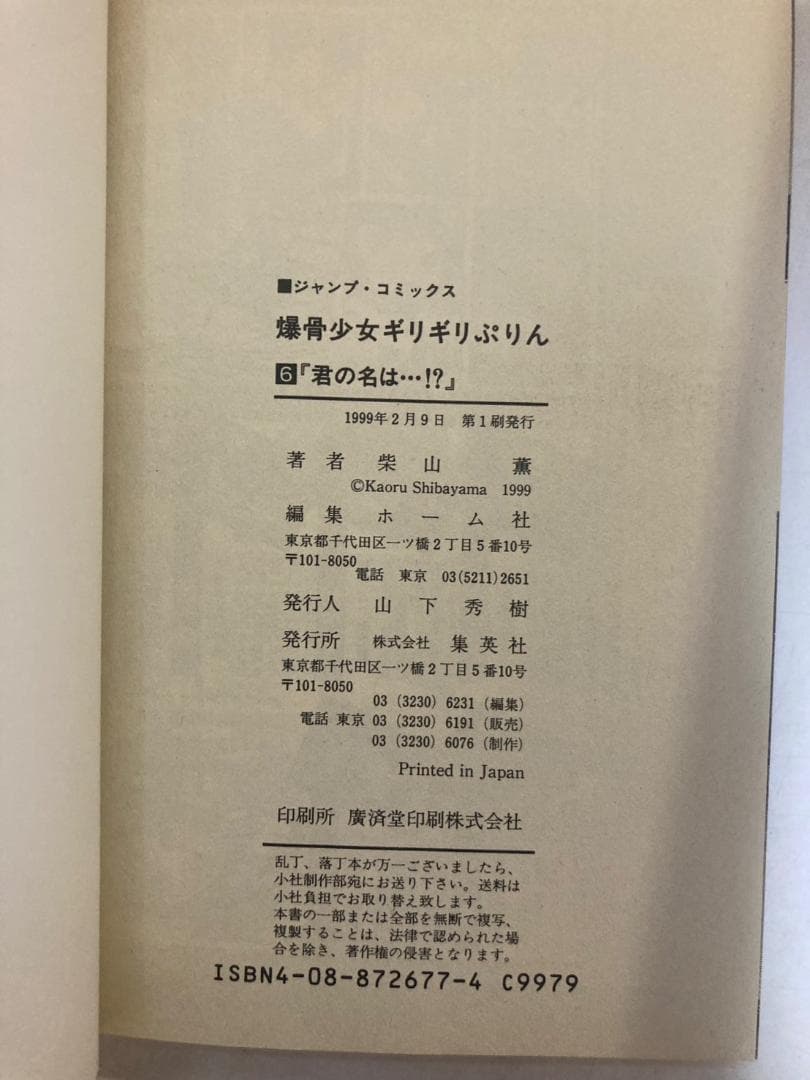 ■ジャンプ・コミックス
爆骨少女ギリギリぷりん
6『君の名は…!?』
1999年2月9日 第1刷発行
著者 柴山 薫
©Kaoru Shibayama 1999
編集 ホーム社
東京都千代田区一ツ橋2丁目5番10号
〒101-8050
電話 東京 03(5211)2651
発行人 山下秀樹
発行所 株式会社 集英社
東京都千代田区一ツ橋2丁目5番10号
〒101-8050
03(3230)6231(編集)
電話 東京 03(3230)6191(販売)
03(3230)6076(制作)
Printed in Japan
印刷所 廣済堂印刷株式会社
乱丁、落丁本が万一ございましたら、
小社制作部宛にお送り下さい。送料は
小社負担でお取り替え致します。
本書の一部または全部を無断で複写、
複製することは、法律で認められた場
合を除き、著作権の侵害となります。
ISBN4-08-872677-4 C9979